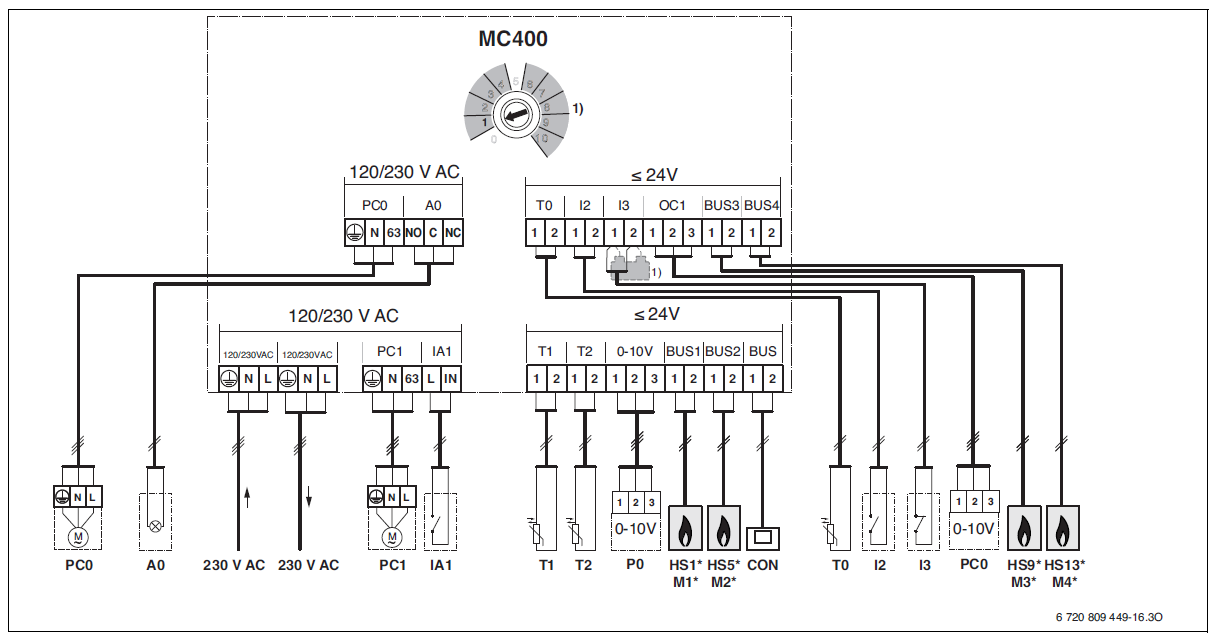 MC400
0 1 2 3 4 5 6 7 8 9 10
1)
120/230 V AC
≤ 24V
PC0 A0
T0 I2 I3 OC1 BUS3 BUS4
N 63 NO C NC
1 2 1 2 1 2 1 2 3 1 2 1 2
1)
120/230 V AC
≤ 24V
120/230VAC 120/230VAC PC1 IA1
T1 T2 0-10V BUS1 BUS2 BUS
N L N L N 63 L IN
1 2 1 2 1 2 3 1 2 1 2 1 2
N L
N L
1 2 3
1 2 3
M
M
0-10V
0-10V
PC0 A0 230 V AC 230 V AC PC1 IA1 T1 T2 P0 HS1* HS5* CON T0 I2 I3 PC0 HS9* HS13*
M1* M2* M3* M4*
6 720 809 449-16.3O